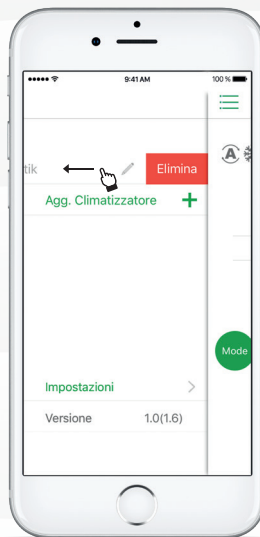 9:41 AM 100 %
tik Elimina
A
Agg. Climatizzatore +
Mode
Impostazioni >
Versione 1.0(1.6)